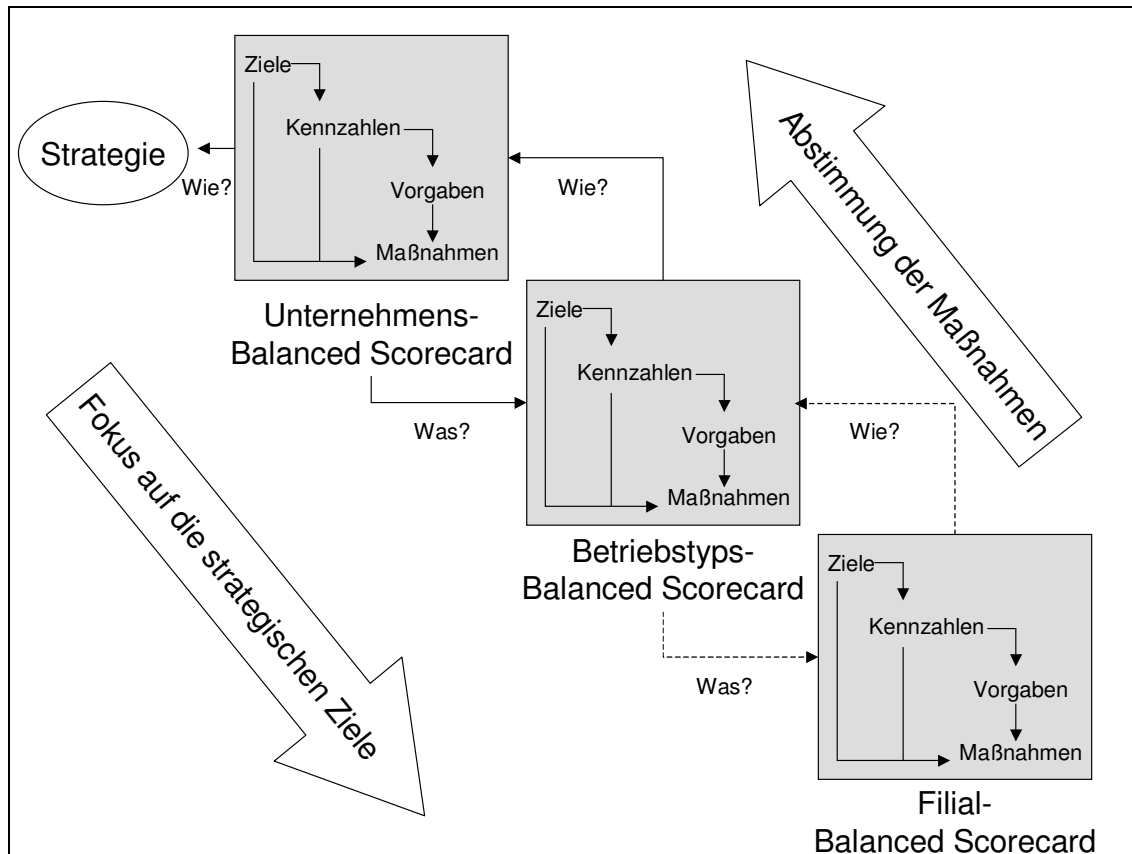 Ziele
Kennzahlen
Vorgaben
Maßnahmen
Strategie
Wie?
Unternehmens-
Balanced Scorecard
Wie?
Abstimmung der Maßnahmen
Ziele
Kennzahlen
Vorgaben
Maßnahmen
Was?
Betriebstyps-
Balanced Scorecard
Wie?
Fokus auf die strategischen Ziele
Ziele
Kennzahlen
Vorgaben
Maßnahmen
Was?
Filial-
Balanced Scorecard